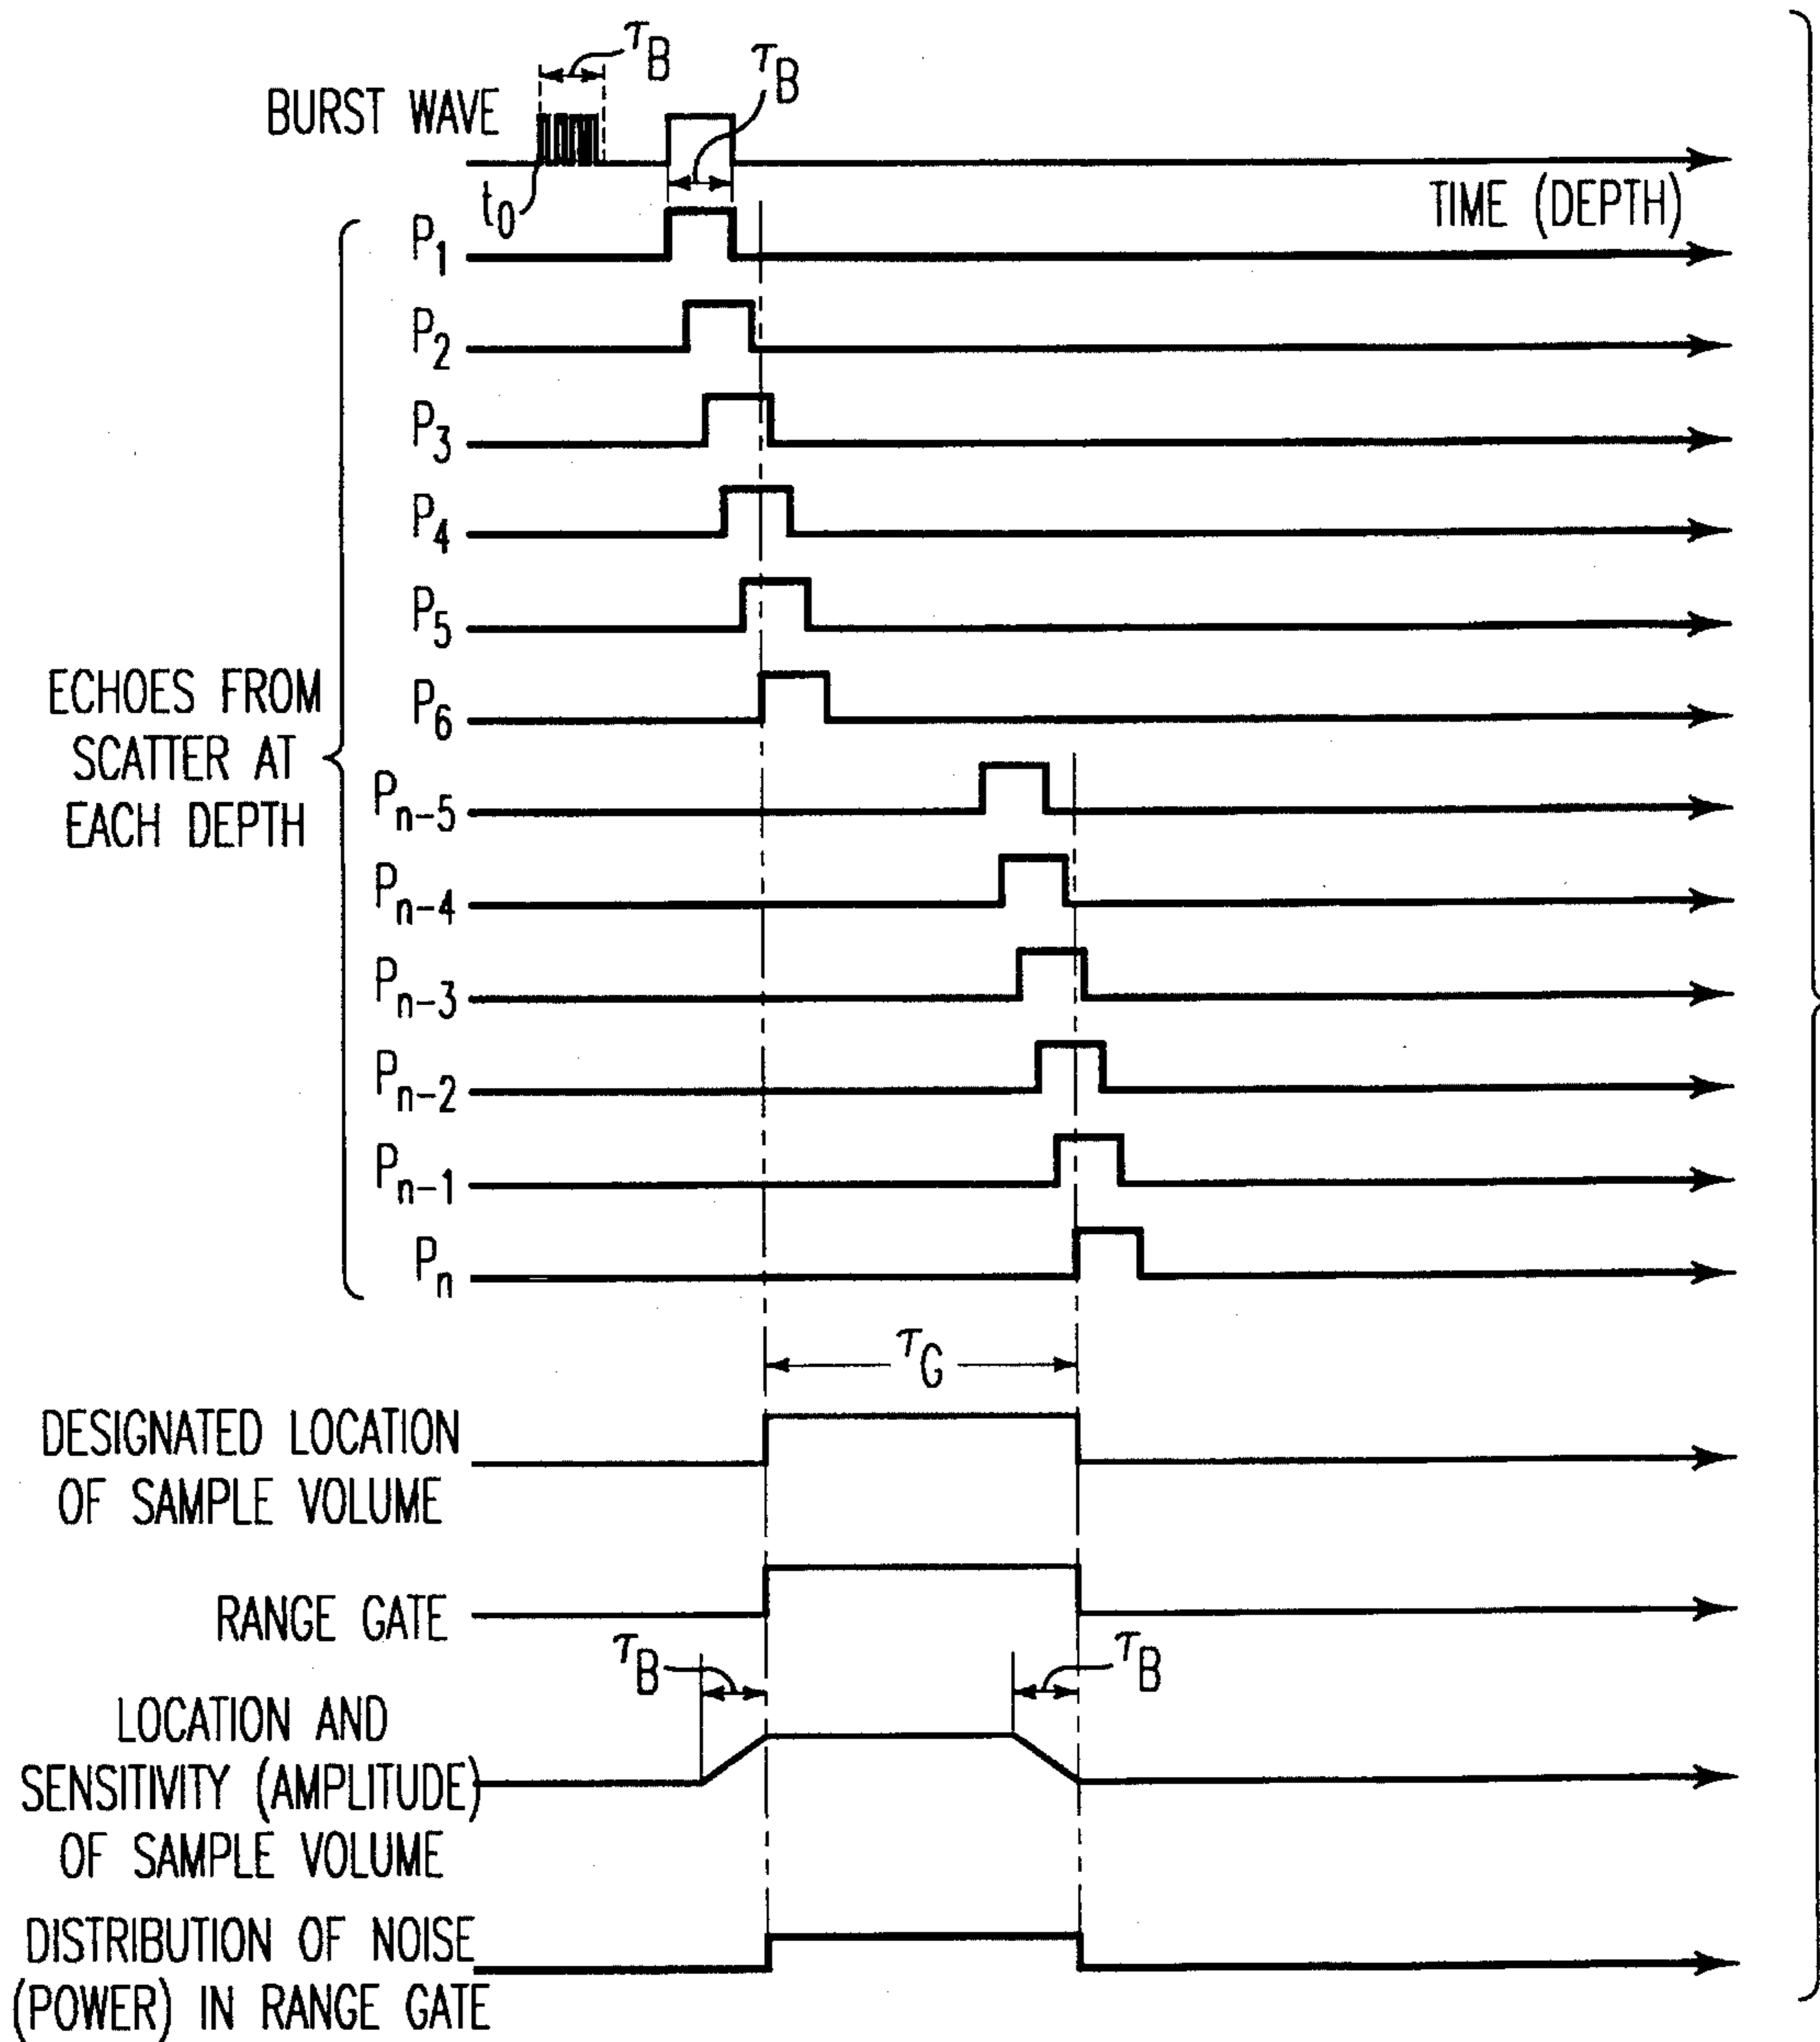 τB
τB
BURST WAVE
t0
TIME (DEPTH)
P1
P2
P3
P4
P5
P6
ECHOES FROM
SCATTER AT
EACH DEPTH
Pn-5
Pn-4
Pn-3
Pn-2
Pn-1
Pn
τG
DESIGNATED LOCATION
OF SAMPLE VOLUME
RANGE GATE
τB
τB
LOCATION AND
SENSITIVITY (AMPLITUDE)
OF SAMPLE VOLUME
DISTRIBUTION OF NOISE
(POWER) IN RANGE GATE